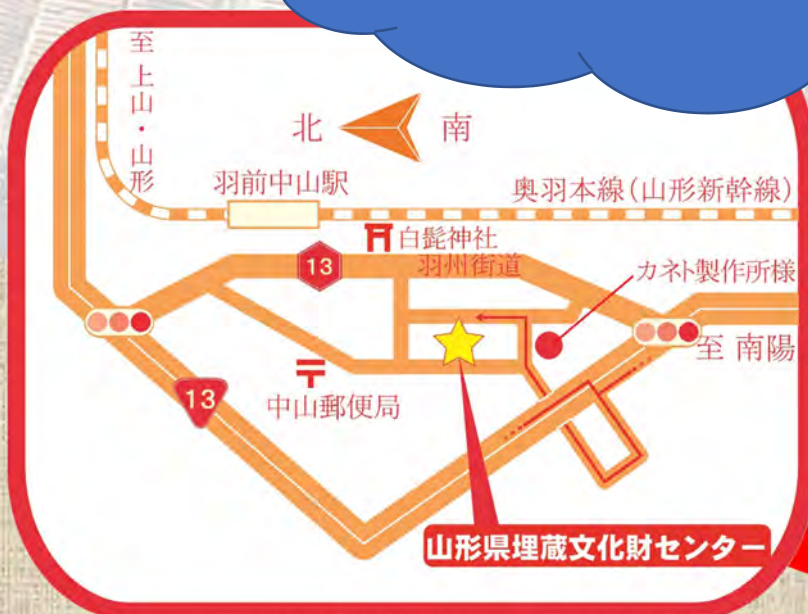 至 上山・山形
北
南
羽前中山駅
奥羽本線(山形新幹線)
白髭神社
13
羽州街道
カネト製作所様
至 南陽
13
中山郵便局
山形県埋蔵文化財センター